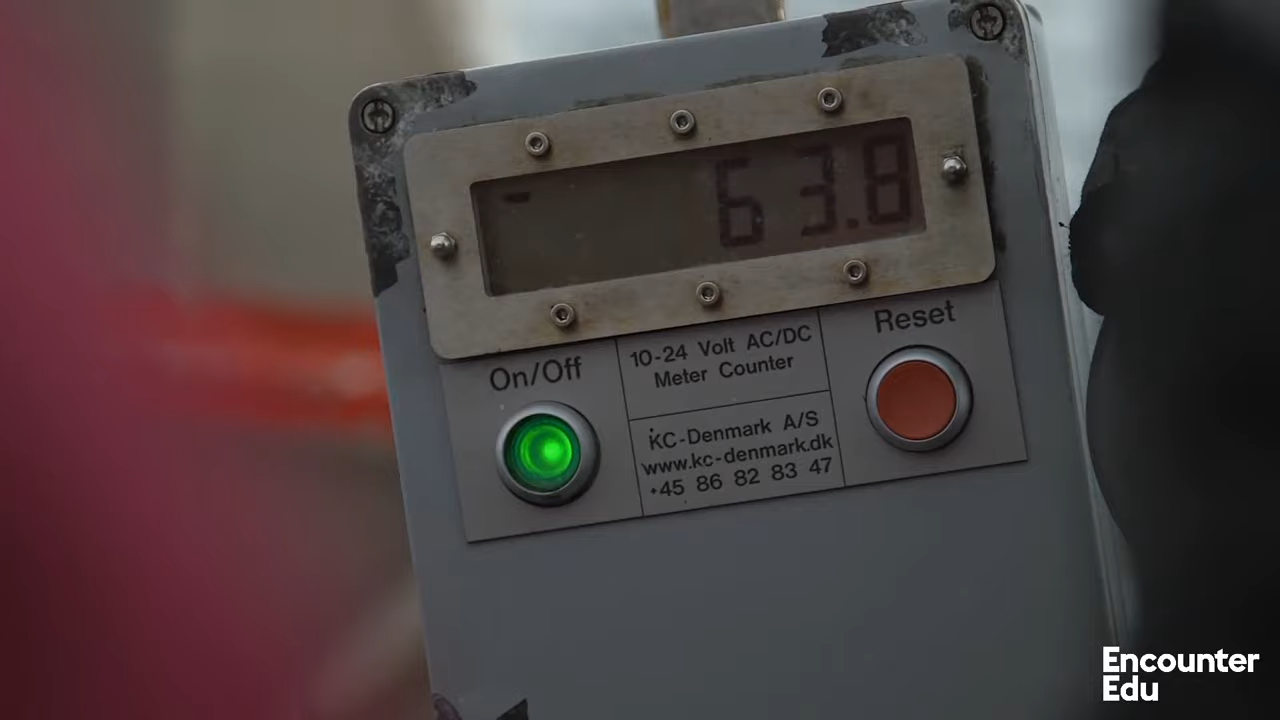 - 63.8
On/Off
10-24 Volt AC/DC
Meter Counter
KC-Denmark A/S
www.kc-denmark.dk
+45 86 82 83 47
Reset
Encounter
Edu